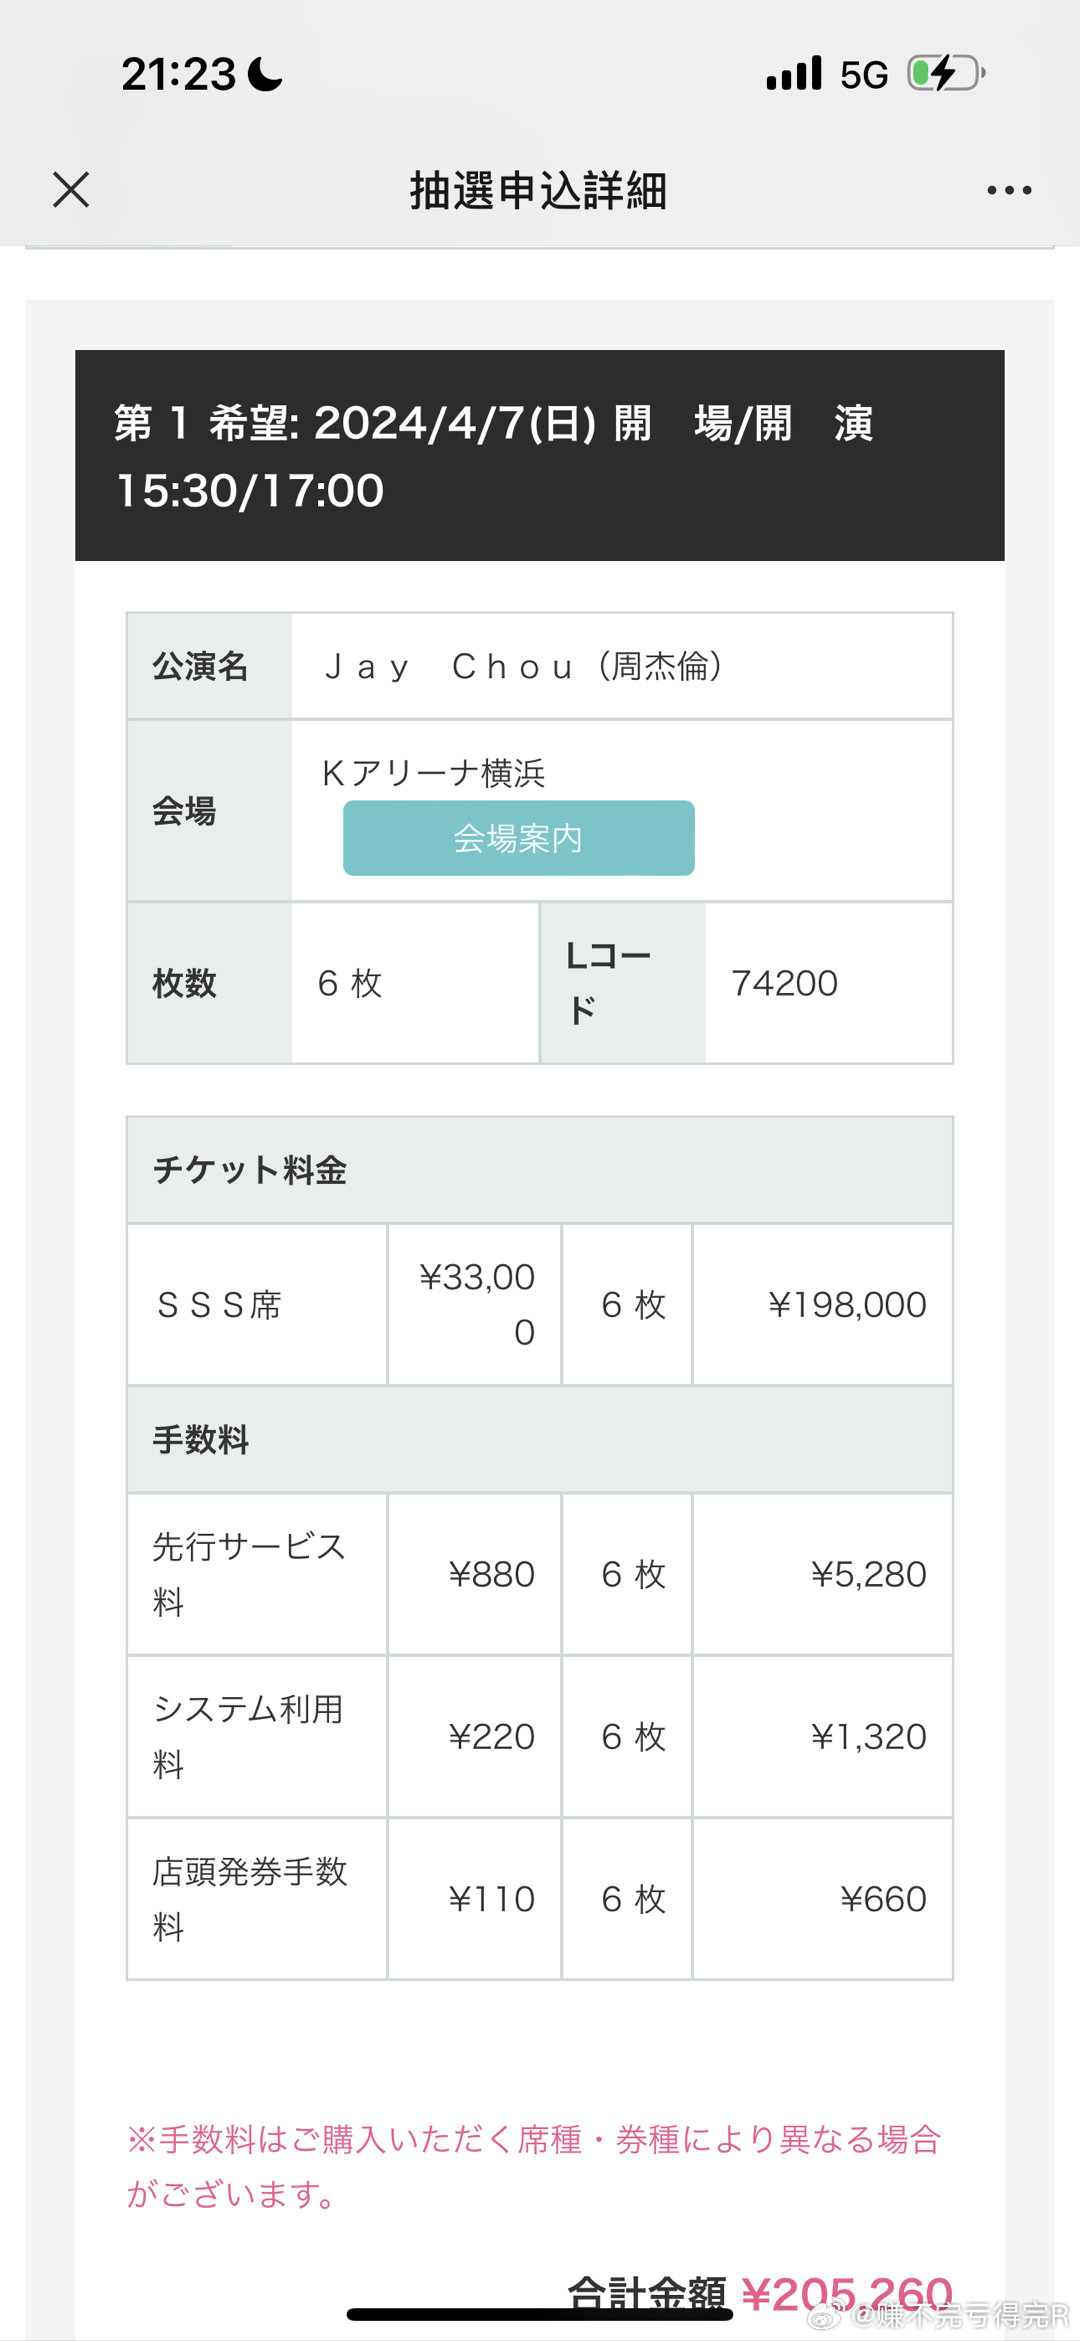 21:23
5G
抽選申込詳細
第 1 希望: 2024/4/7(日) 開　場/開　演
15:30/17:00
公演名
Ｊａｙ　Ｃｈｏｕ（周杰倫）
会場
Ｋアリーナ横浜
会場案内
枚数
6 枚
Lコー
ド
74200
チケット料金
ＳＳＳ席
¥33,00
0
6 枚
¥198,000
手数料
先行サービス
料
¥880
6 枚
¥5,280
システム利用
料
¥220
6 枚
¥1,320
店頭発券手数
料
¥110
6 枚
¥660
※手数料はご購入いただく席種・券種により異なる場合
がございます。
合計金額 ¥205,260
@赚不完亏得完R